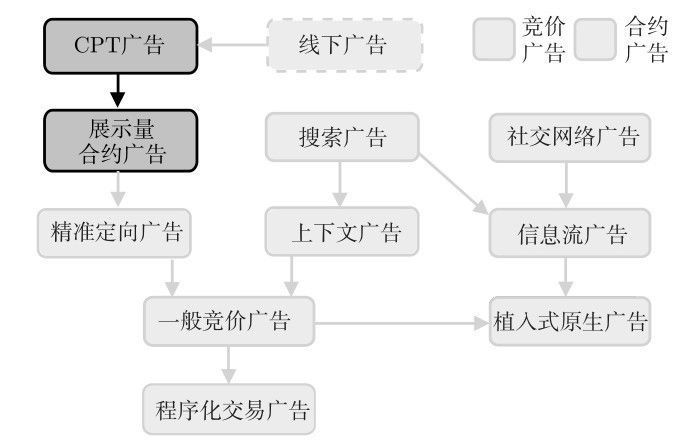 CPT广告
线下广告
竞价
广告
合约
广告
展示量
合约广告
搜索广告
社交网络广告
精准定向广告
上下文广告
信息流广告
一般竞价广告
植入式原生广告
程序化交易广告